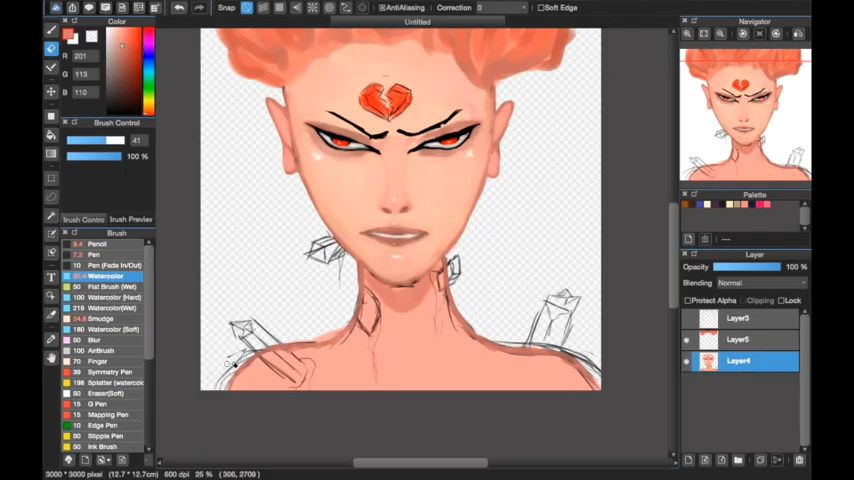 Snap
AntiAliasing Correction 0 Soft Edge
Untitled
Color
R 201
G 113
B 110
Brush Control
41
100 %
Brush Contro Brush Preview
Brush
9.4 Pencil
7.2 Pen
10 Pen (Fade In/Out)
Watercolor
50 Flat Brush (Wet)
100 Watercolor (Hard)
219 Watercolor(Wet)
24.8 Smudge
180 Watercolor (Soft)
50 Blur
100 AirBrush
70 Finger
39 Symmetry Pen
198 Splatter (watercolo
50 Eraser(Soft)
15 G Pen
15 Mapping Pen
10 Edge Pen
50 Stipple Pen
50 Ink Brush
3000 * 3000 pixel (12.7 * 12.7cm) 600 dpi 25 % ( 306, 2709 )
Navigator
Palette
---
Layer
Opacity 100 %
Blending Normal
Protect Alpha Clipping Lock
Layer3
Layer5
Layer4